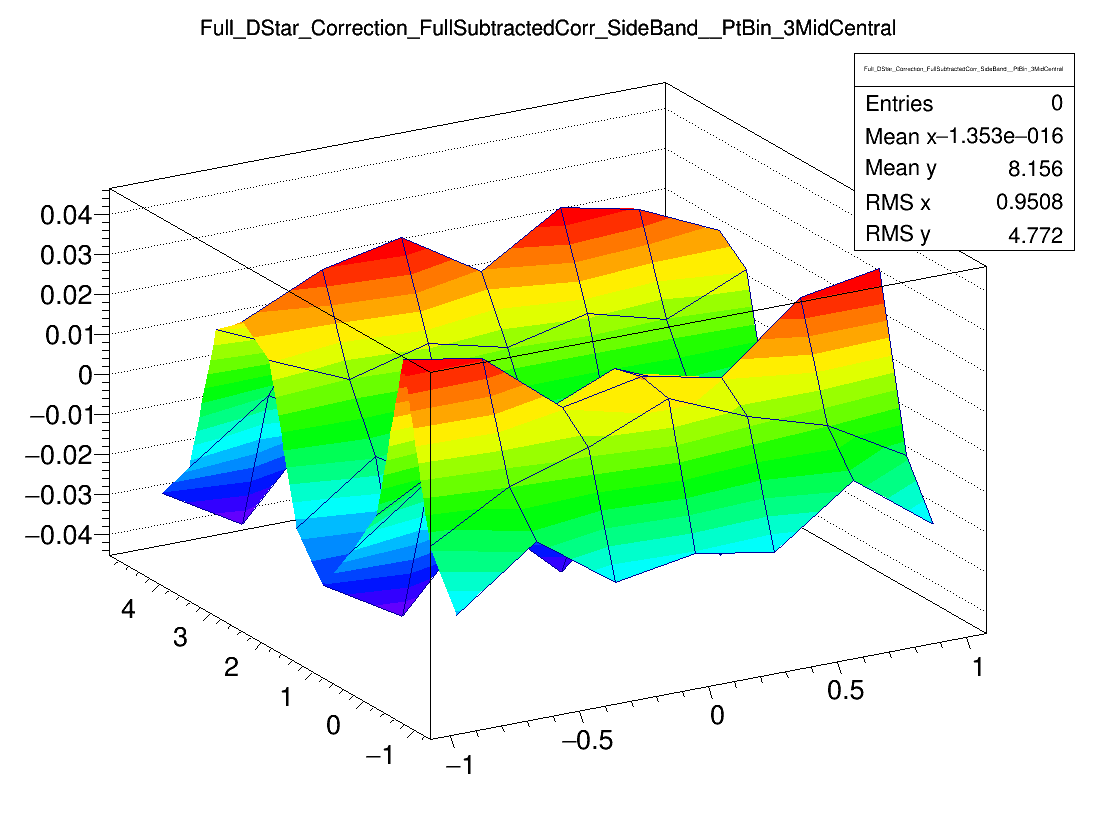 Full_DStar_Correction_FullSubtractedCorr_SideBand__PtBin_3MidCentral
Full_DStar_Correction_FullSubtractedCorr_SideBand__PtBin_3MidCentral
Entries 0
Mean x −1.353e−016
Mean y 8.156
RMS x 0.9508
RMS y 4.772
0.04
0.03
0.02
0.01
0
−0.01
−0.02
−0.03
−0.04
4
3
2
1
0
−1
−1
−0.5
0
0.5
1